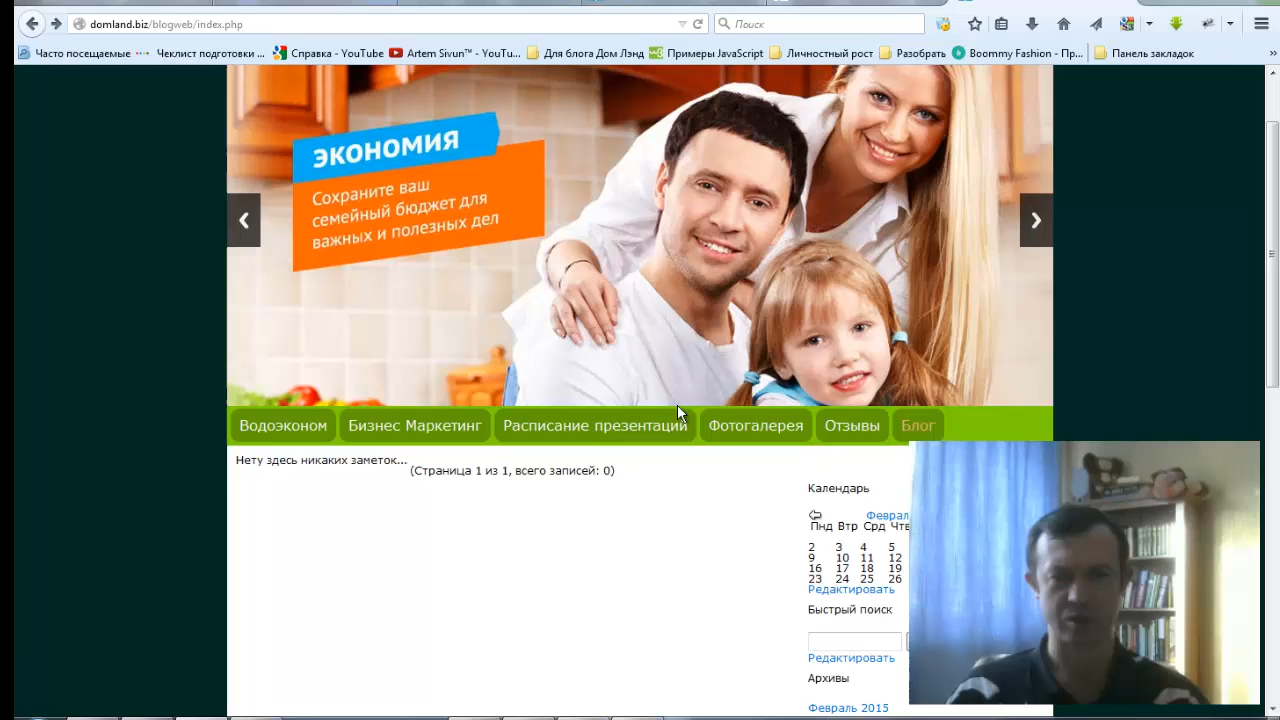 domland.biz/blogweb/index.php
Поиск
Часто посещаемые
Чеклист подготовки ...
Справка - YouTube
Artem Sivun™ - YouTu...
Для блога Дом Лэнд
Примеры JavaScript
Личностный рост
Разобрать
Boommy Fashion - Пр...
Панель закладок
ЭКОНОМИЯ
Сохраните ваш
семейный бюджет для
важных и полезных дел
Водоэконом
Бизнес Маркетинг
Расписание презентаций
Фотогалерея
Отзывы
Блог
Нету здесь никаких заметок...
(Страница 1 из 1, всего записей: 0)
Календарь
Феврал
Пнд Втр Срд Чтв
2 3 4 5
9 10 11 12
16 17 18 19
23 24 25 26
Редактировать
Быстрый поиск
Редактировать
Архивы
Февраль 2015